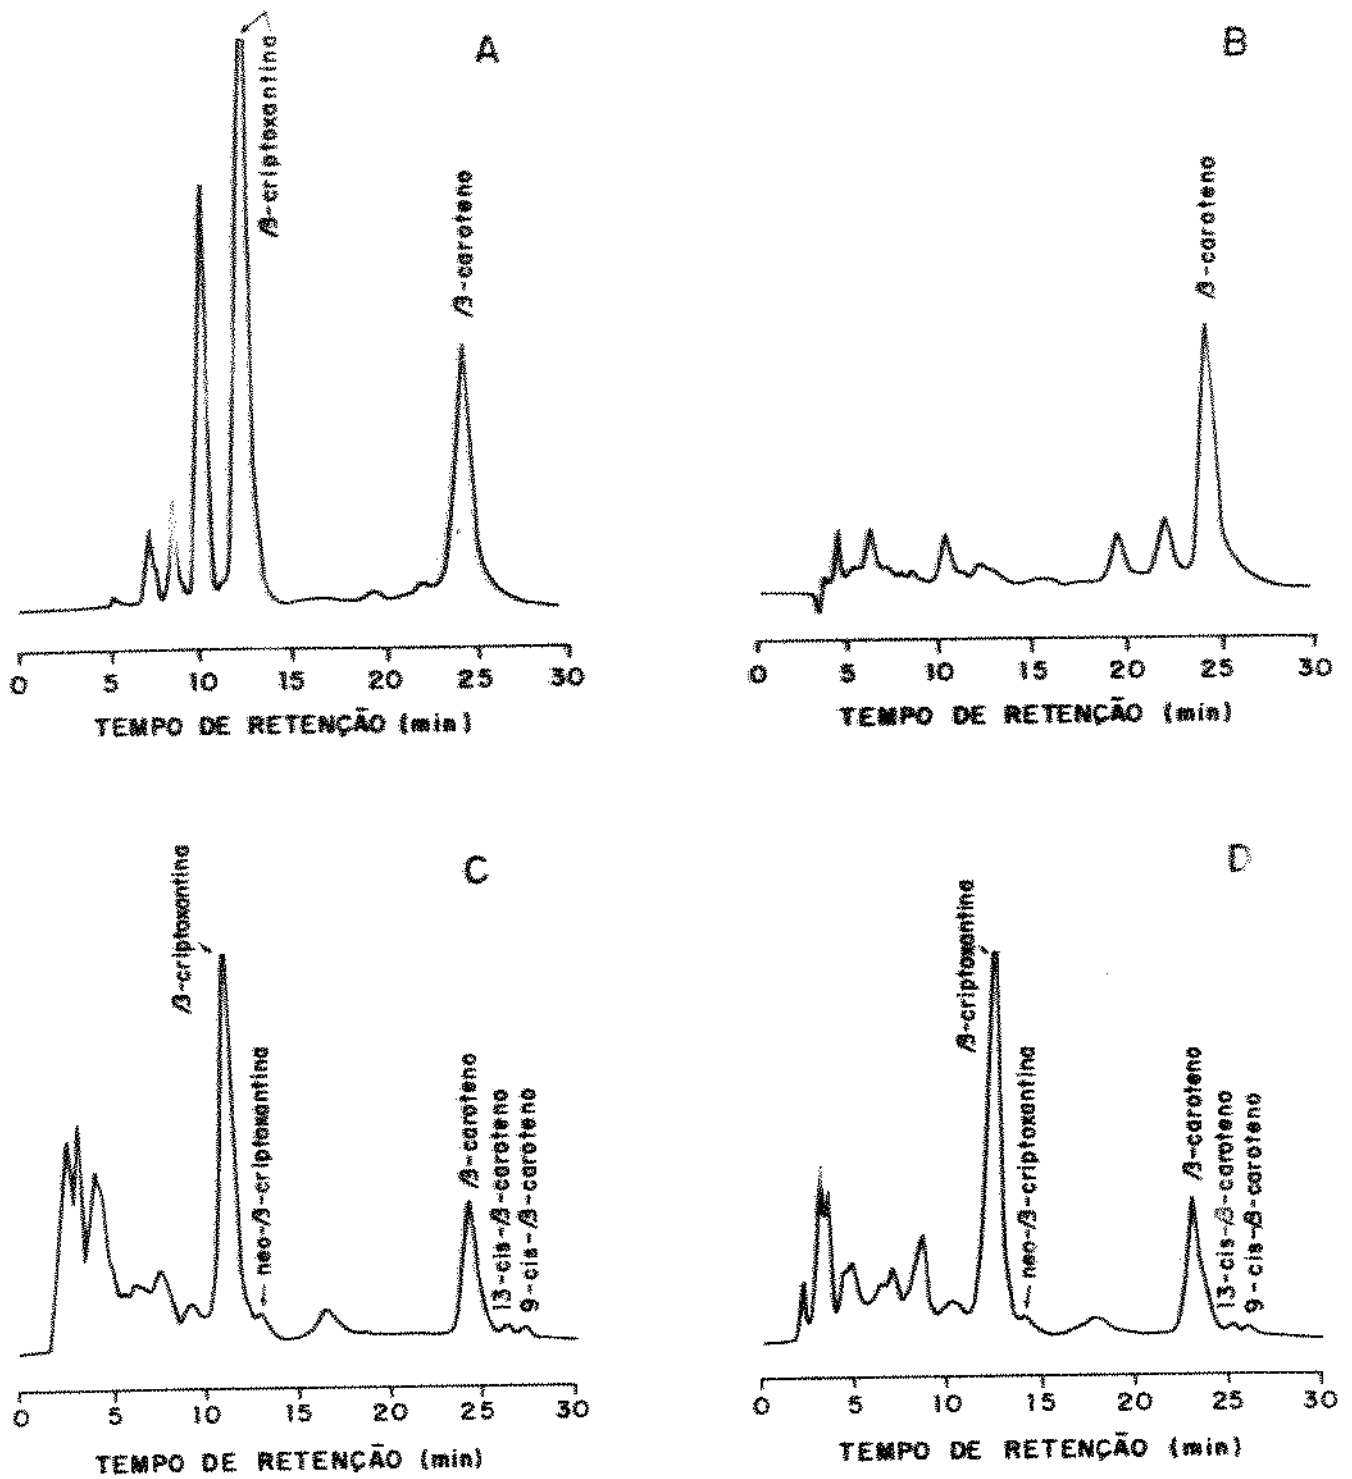 A
β-criptoxantina
β-caroteno
0 5 10 15 20 25 30
TEMPO DE RETENÇÃO (min)
B
β-caroteno
0 5 10 15 20 25 30
TEMPO DE RETENÇÃO (min)
C
β-criptoxantina
neo-β-criptoxantina
β-caroteno
13-cis-β-caroteno
9-cis-β-caroteno
0 5 10 15 20 25 30
TEMPO DE RETENÇÃO (min)
D
β-criptoxantina
neo-β-criptoxantina
β-caroteno
13-cis-β-caroteno
9-cis-β-caroteno
0 5 10 15 20 25 30
TEMPO DE RETENÇÃO (min)